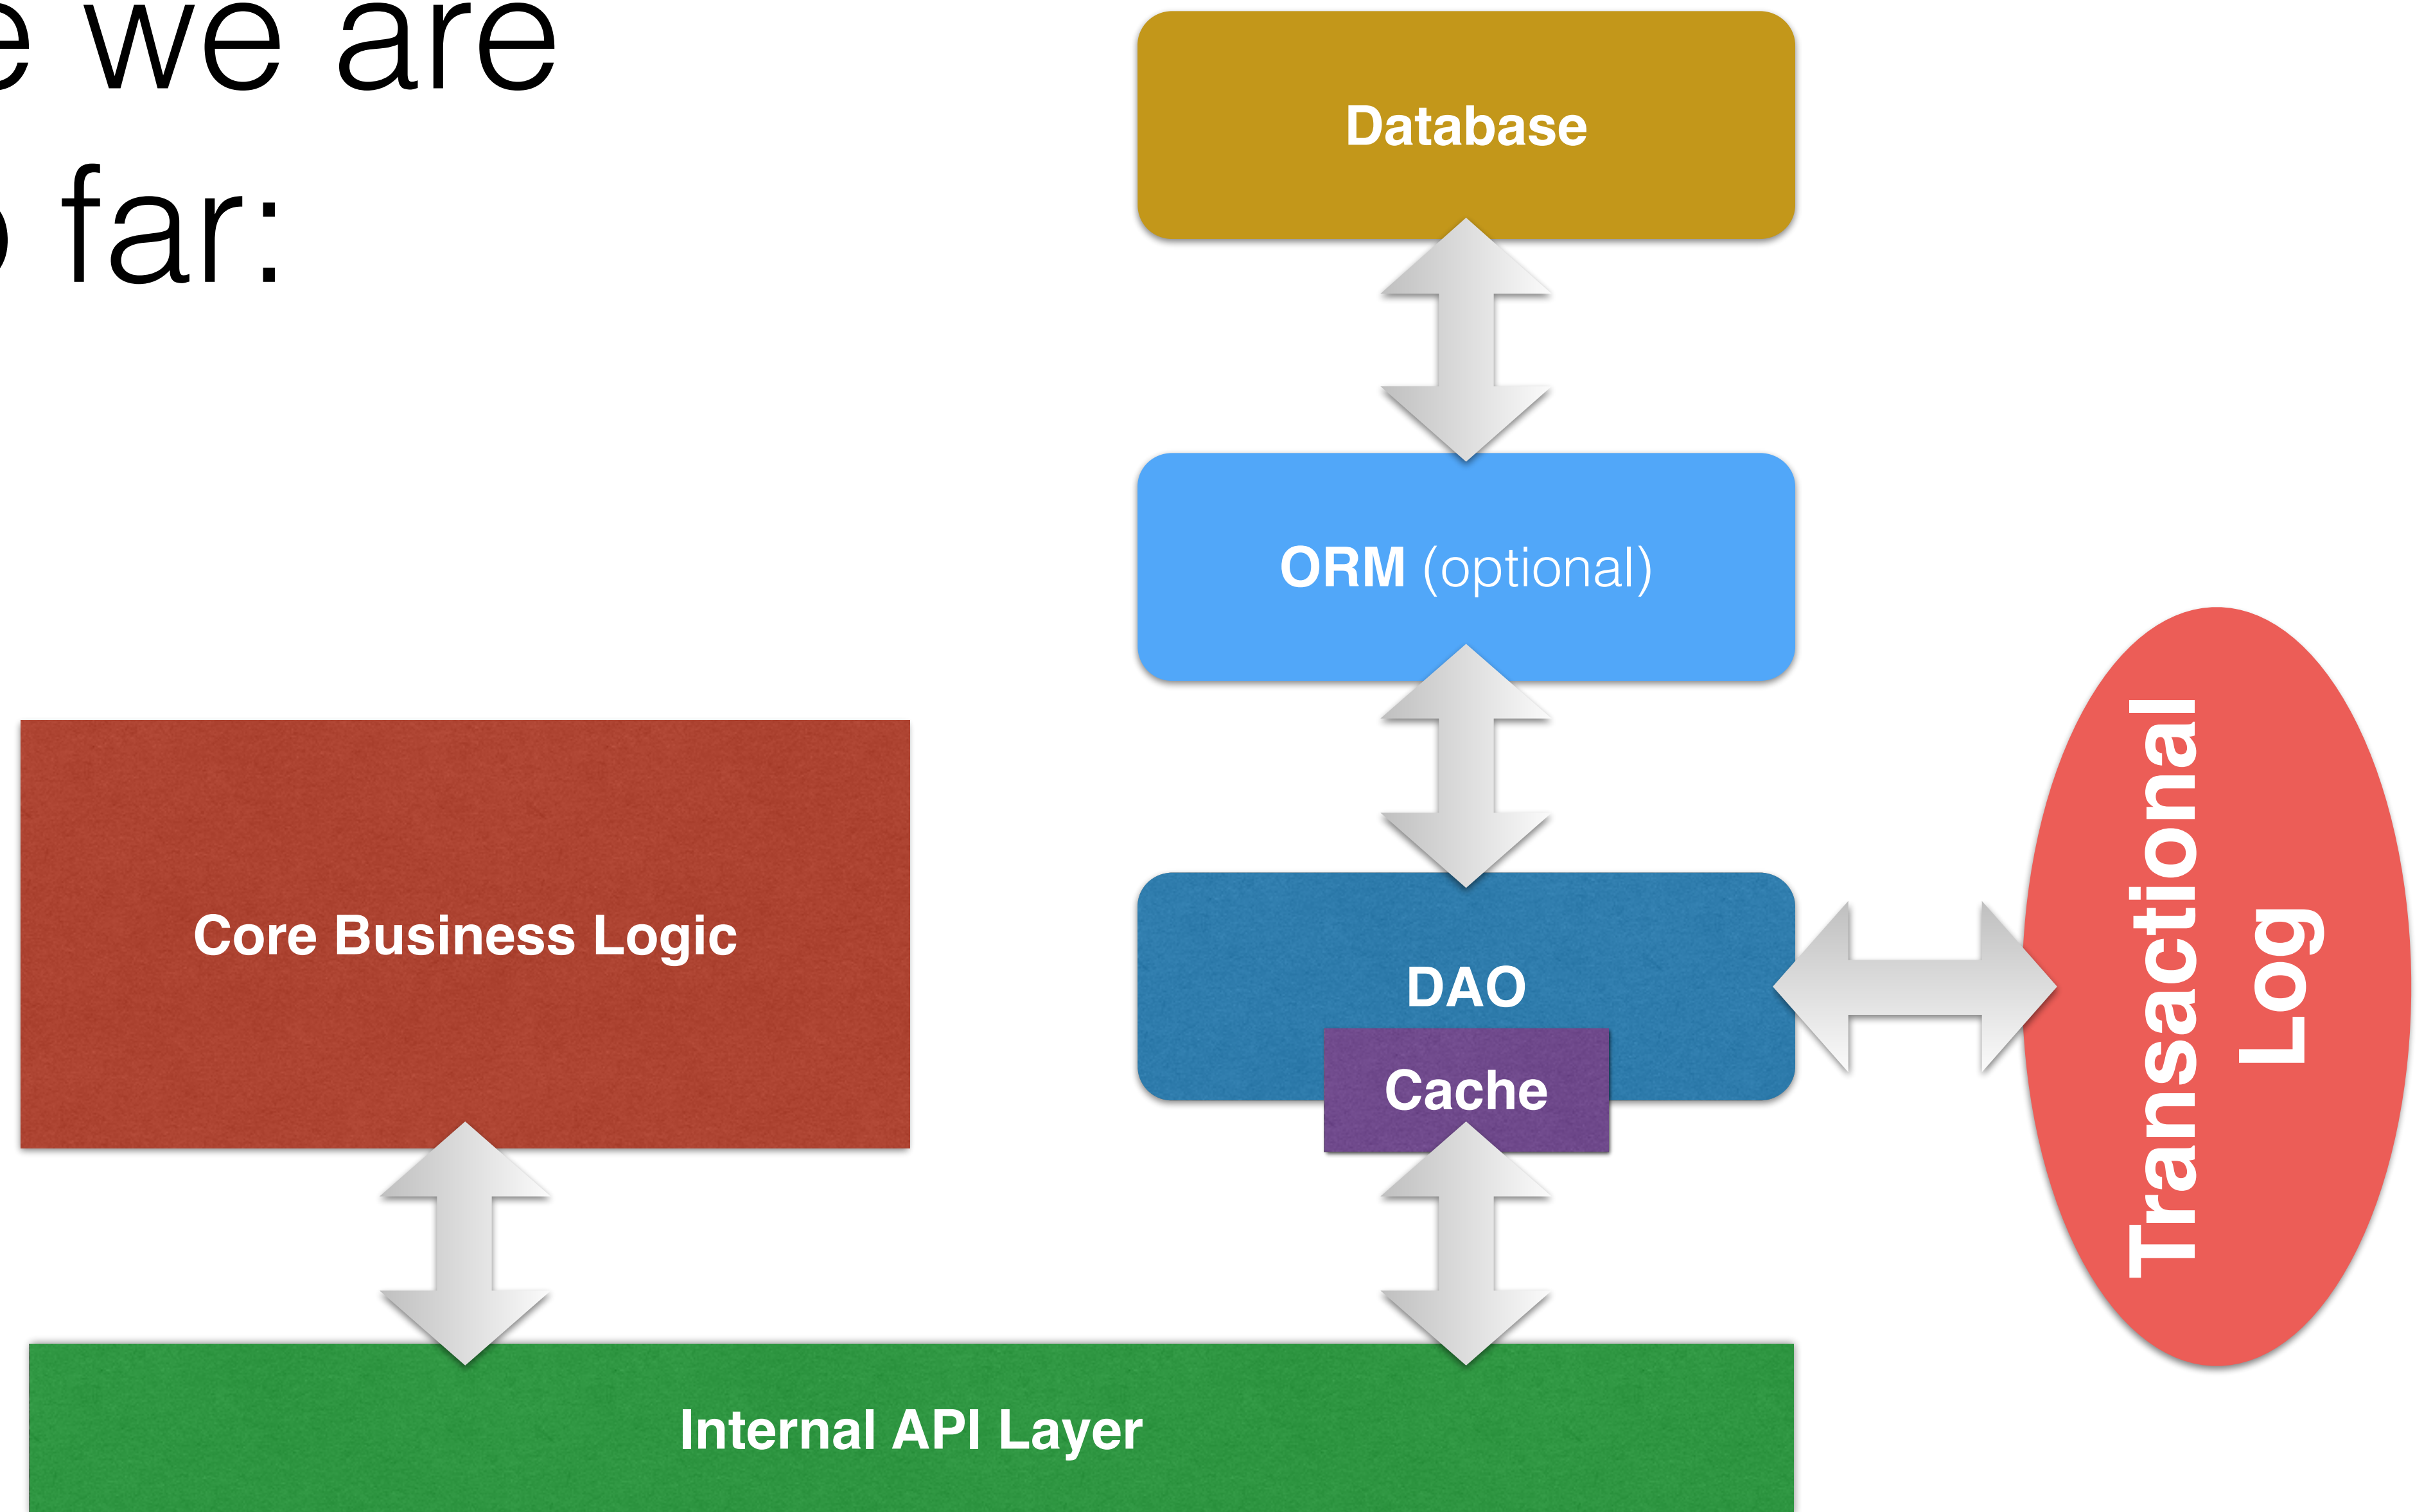 we are
far:
Database
ORM (optional)
Core Business Logic
DAO
Cache
Transactional
Log
Internal API Layer